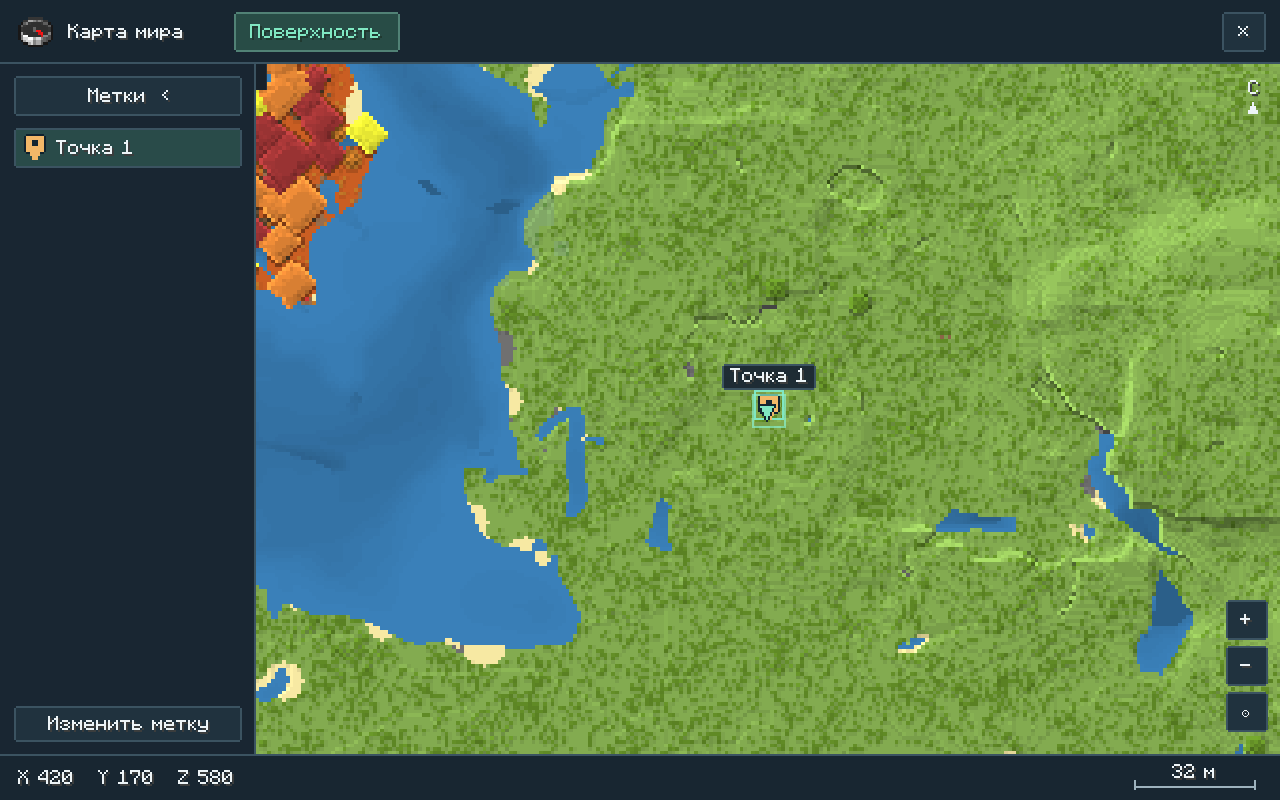 Карта мира
Поверхность
×
Метки <
Точка 1
С
Точка 1
+
−
Изменить метку
X 420 Y 170 Z 580
32 м